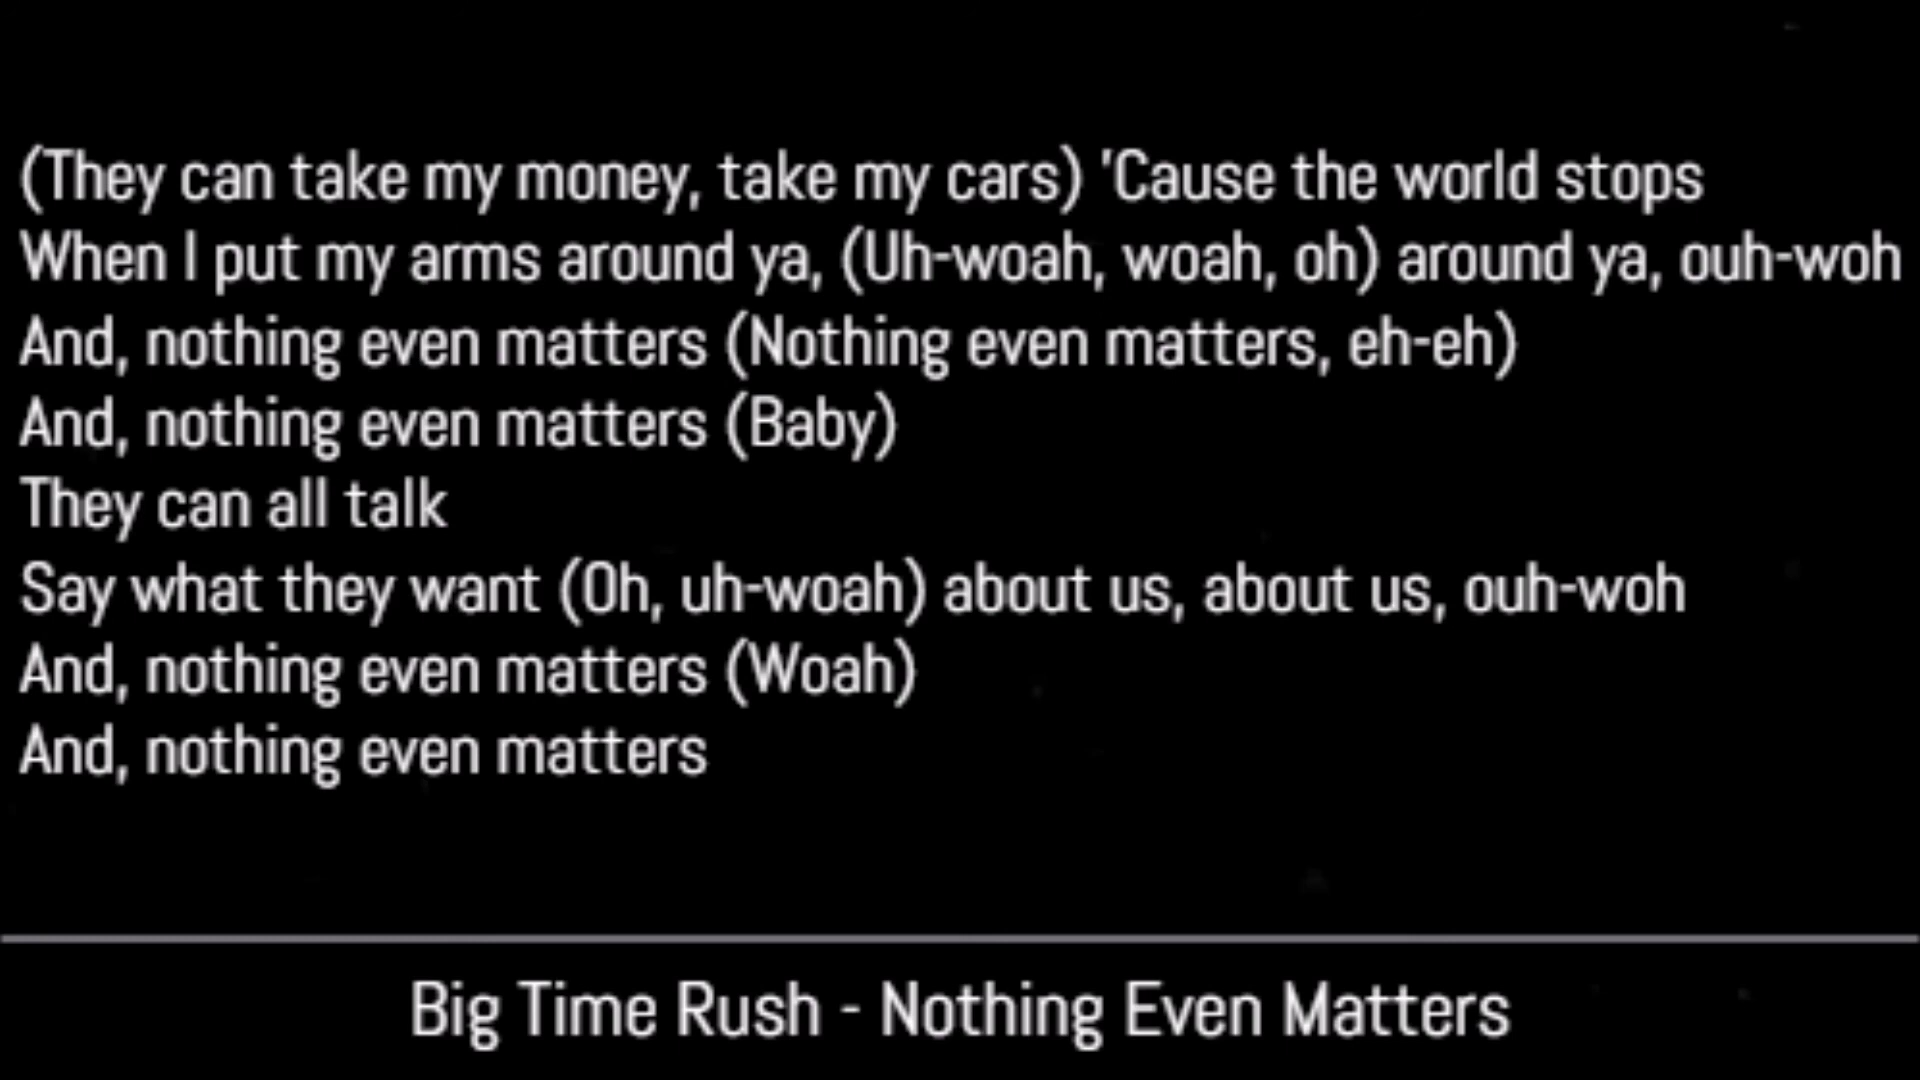 (They can take my money, take my cars) 'Cause the world stops
When I put my arms around ya, (Uh-woah, woah, oh) around ya, ouh-woh
And, nothing even matters (Nothing even matters, eh-eh)
And, nothing even matters (Baby)
They can all talk
Say what they want (Oh, uh-woah) about us, about us, ouh-woh
And, nothing even matters (Woah)
And, nothing even matters
Big Time Rush - Nothing Even Matters